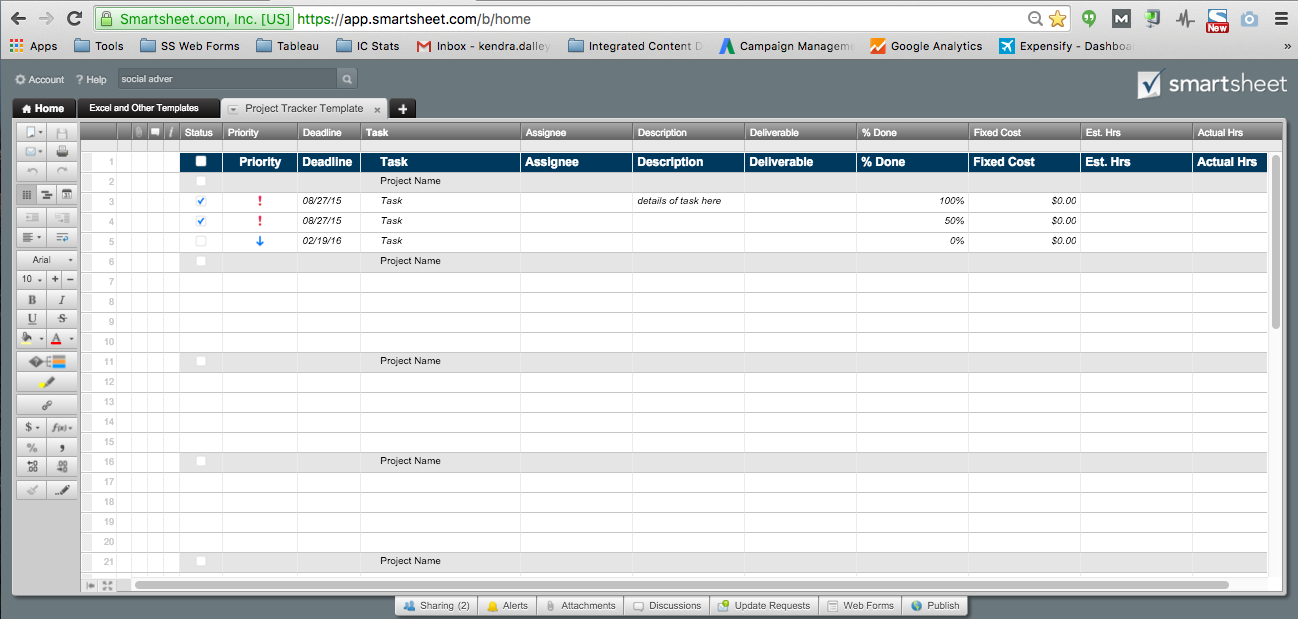 Smartsheet.com, Inc. [US] https://app.smartsheet.com/b/home
New
Apps Tools SS Web Forms Tableau IC Stats Inbox - kendra.dalley Integrated Content D Campaign Manageme Google Analytics Expensify - Dashboa »
Account ? Help social adver
smartsheet
Home Excel and Other Templates Project Tracker Template x +
Status Priority Deadline Task Assignee Description Deliverable % Done Fixed Cost Est. Hrs Actual Hrs
1 Priority Deadline Task Assignee Description Deliverable % Done Fixed Cost Est. Hrs Actual Hrs
2 Project Name
3 ! 08/27/15 Task details of task here 100% $0.00
4 ! 08/27/15 Task 50% $0.00
5 02/19/16 Task 0% $0.00
6 Project Name
7
8
9
10
11 Project Name
12
13
14
15
16 Project Name
17
18
19
20
21 Project Name
31
Arial
10 + −
B I
U S
A
$ f(x)
% ,
.00 .00
Sharing (2) Alerts Attachments Discussions Update Requests Web Forms Publish